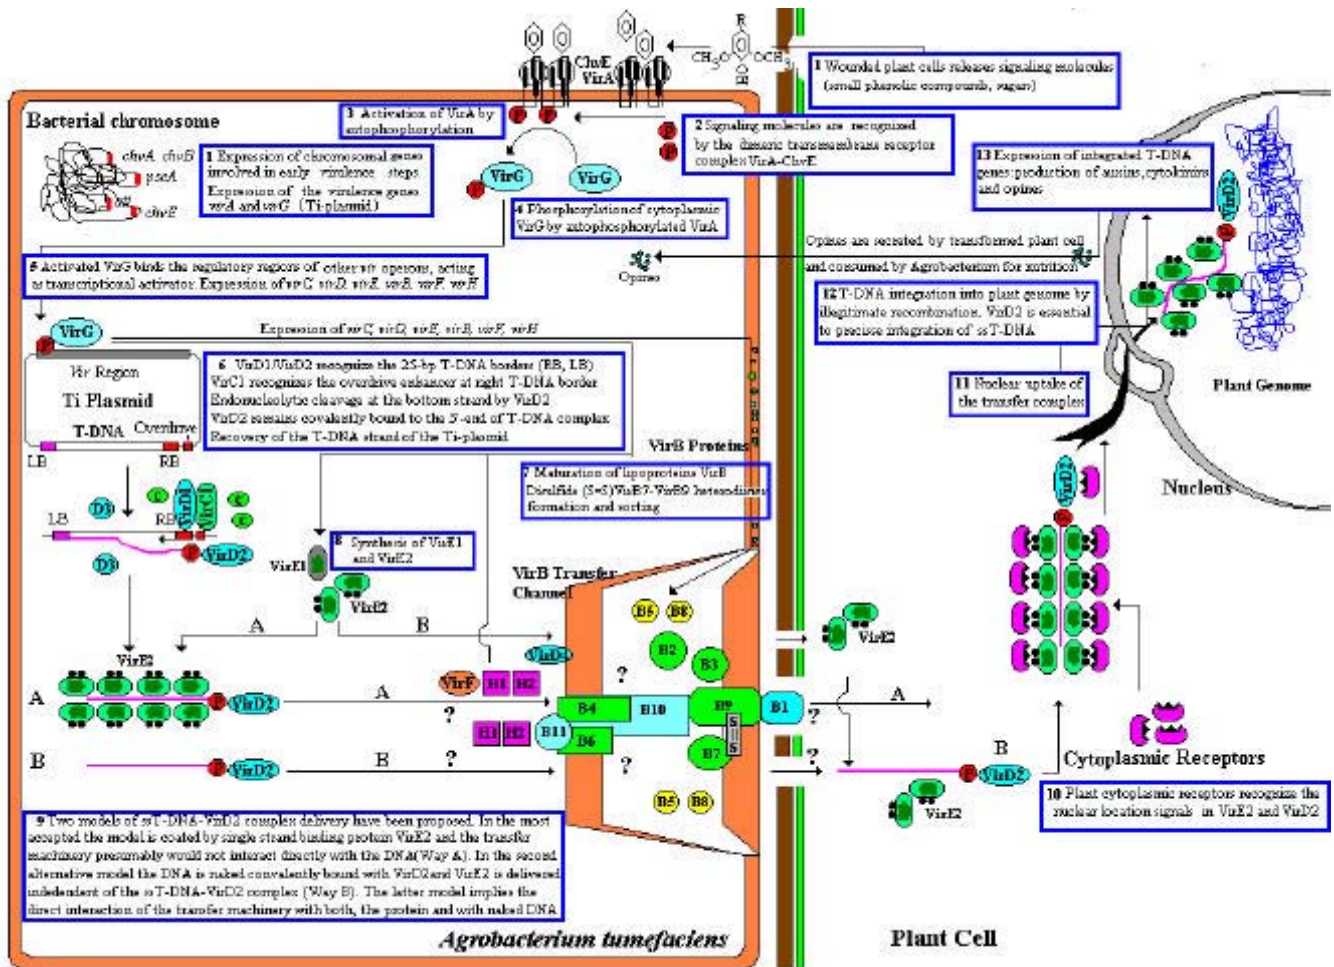 R
CH₃O
OCH₃
OH
ChvE
VirA
1 Wounded plant cells releases signaling molecules
(small phenolic compounds, sugars)
3 Activation of VirA by
autophosphorylation
P
P
P
P
2 Signaling molecules are recognized
by the dimeric transmembrane receptor
complex VirA-ChvE
Bacterial chromosome
chvA chvB
pscA
att
chvE
1 Expression of chromosomal genes
involved in early virulence steps
Expression of the virulence genes
virA and virG (Ti-plasmid)
VirG
P
VirG
4 Phosphorylation of cytoplasmic
VirG by autophosphorylated VirA
13 Expression of integrated T-DNA
genes: production of auxins, cytokinins
and opines
VirD2
Opines
Opines are secreted by transformed plant cell
and consumed by Agrobacterium for nutrition
5 Activated VirG binds the regulatory regions of other vir operons, acting
as transcriptional activator. Expression of virC, virD, virE, virB, virF, virH
12 T-DNA integration into plant genome by
illegitimate recombination. VirD2 is essential
to precise integration of ssT-DNA
VirG
P
Expression of virC, virD, virE, virB, virF, virH
Vir Region
Ti Plasmid
T-DNA
Overdrive
LB
RB
6 VirD1/VirD2 recognize the 25-bp T-DNA borders (RB, LB)
VirC1 recognizes the overdrive enhancer at right T-DNA border
Endonucleolytic cleavage at the bottom strand by VirD2
VirD2 remains covalently bound to the 5'-end of T-DNA complex
Recovery of the T-DNA strand of the Ti-plasmid
11 Nuclear uptake of
the transfer complex
Plant Genome
VirB Proteins
7 Maturation of lipoproteins VirB
Disulfide (S=S)VirB7-VirB9 heterodimer
formation and sorting
VirD2
Nucleus
D3
VirD1
VirC1
LB
RB
P
VirD2
D3
8 Synthesis of VirE1
and VirE2
VirE1
VirE2
VirB Transfer
Channel
B5
B8
A
B
VirE2
VirE2
B2
B3
?
VirF
H1
H2
A
P
VirD2
A
?
B4
B10
H9
B1
?
A
H1
H2
B11
B6
S=S
B7
Cytoplasmic Receptors
B
P
VirD2
B
?
?
?
B
P
VirD2
VirE2
B5
B8
10 Plant cytoplasmic receptors recognize the
nuclear location signals in VirE2 and VirD2
9 Two models of ssT-DNA-VirD2 complex delivery have been proposed. In the most
accepted the model is coated by single strand binding protein VirE2 and the transfer
machinery presumably would not interact directly with the DNA(Way A). In the second
alternative model the DNA is naked convalently bond with VirD2and VirE2 is delivered
independent of the ssT-DNA-VirD2 complex (Way B). The latter model implies the
direct interaction of the transfer machinery with both, the protein and with naked DNA
Agrobacterium tumefaciens
Plant Cell